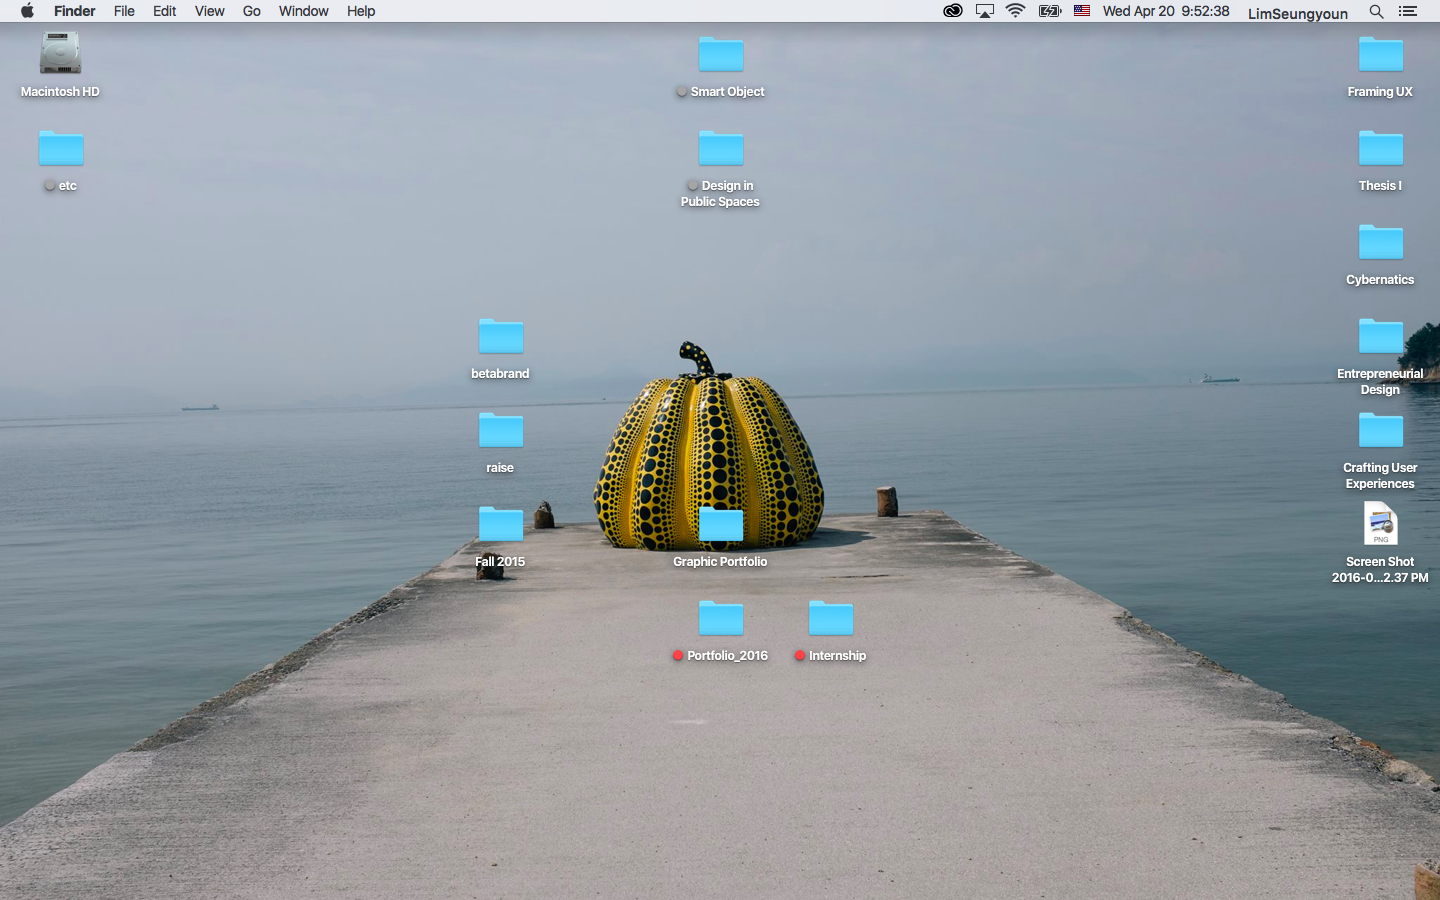 Finder File Edit View Go Window Help Wed Apr 20 9:52:38 LimSeungyoun
Macintosh HD
etc
Smart Object
Design in
Public Spaces
betabrand
raise
Fall 2015
Graphic Portfolio
Portfolio_2016
Internship
Framing UX
Thesis I
Cybernatics
Entrepreneurial
Design
Crafting User
Experiences
PNG
Screen Shot
2016-0...2.37 PM